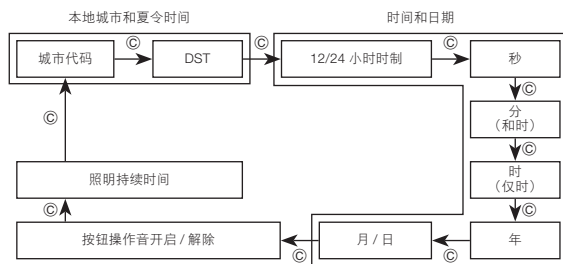 本地城市和夏令时间
时间和日期
城市代码
Ⓒ
DST
Ⓒ
12/24 小时时制
Ⓒ
秒
Ⓒ
分
（和时）
Ⓒ
时
（仅时）
Ⓒ
年
Ⓒ
月 / 日
Ⓒ
按钮操作音开启 / 解除
Ⓒ
照明持续时间
Ⓒ